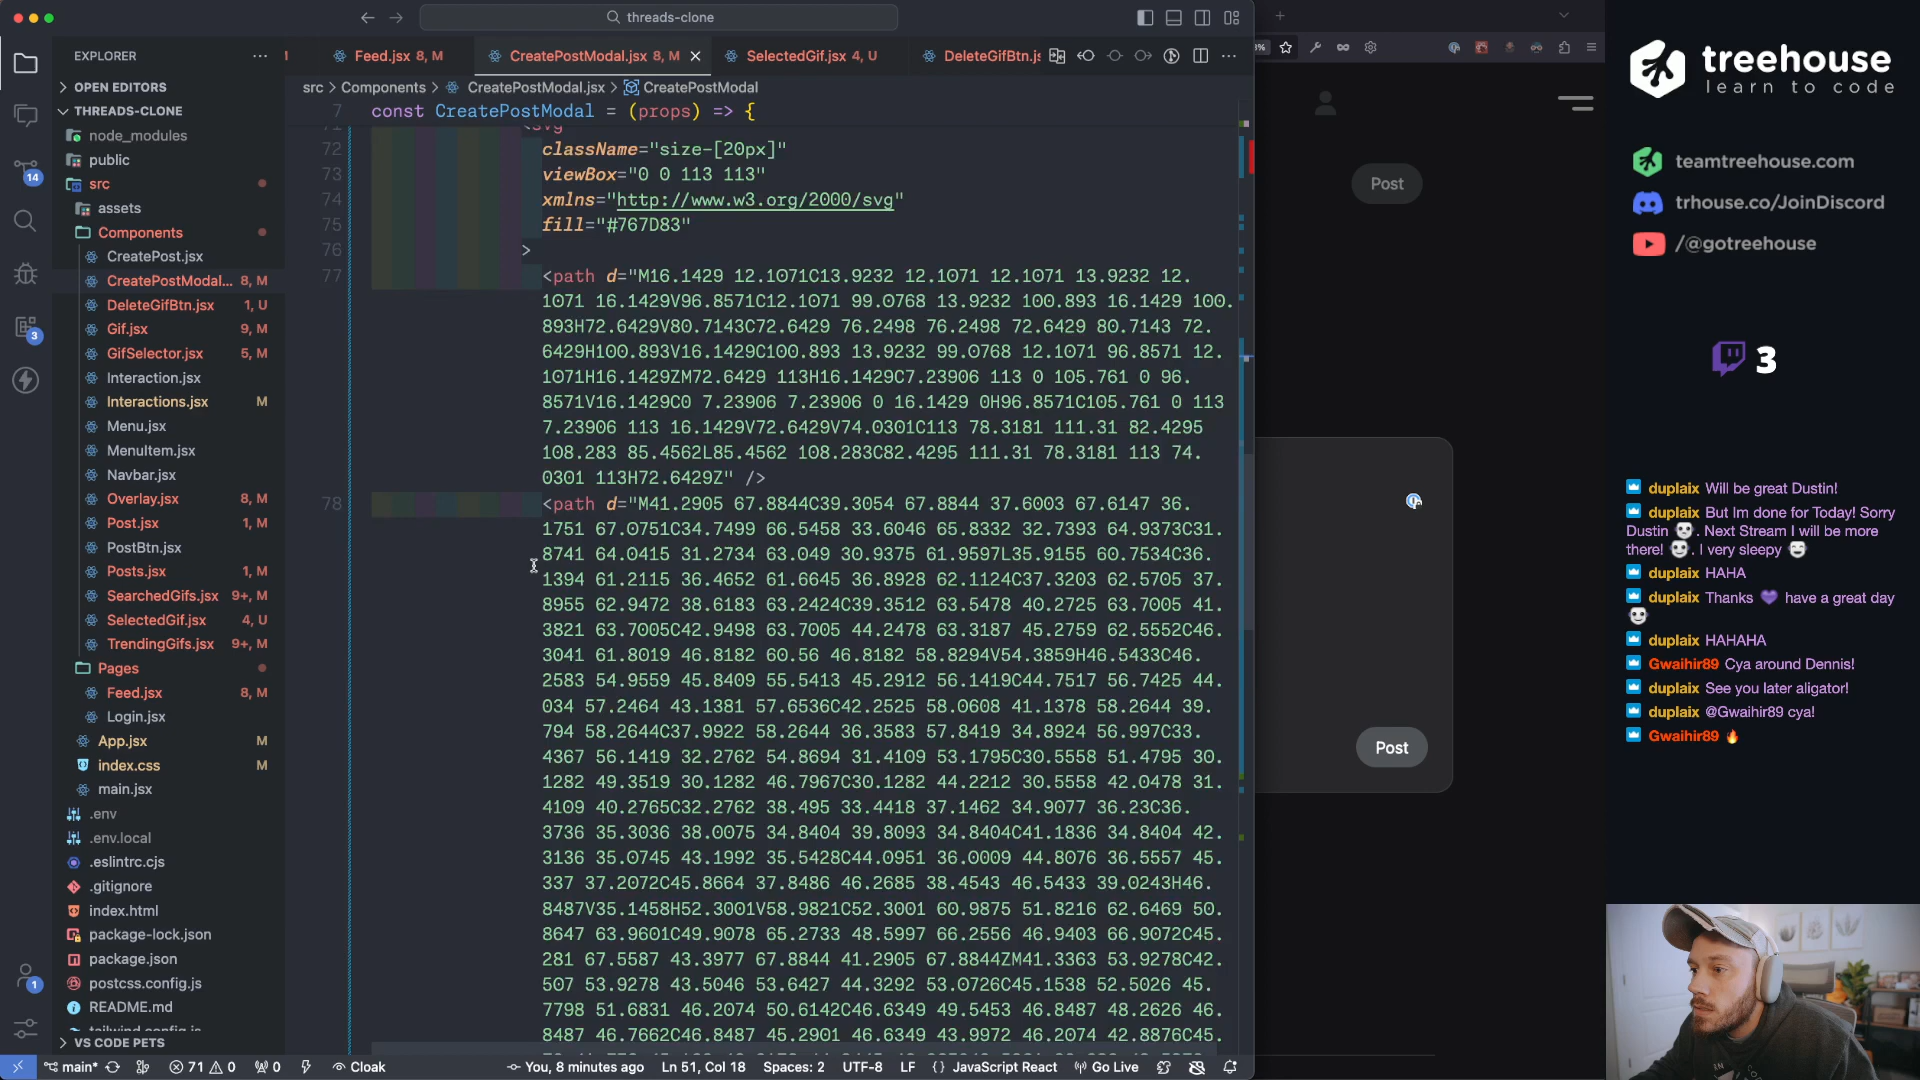 threads-clone
EXPLORER
Feed.jsx 8, M
CreatePostModal.jsx 8, M
SelectedGif.jsx 4, U
DeleteGifBtn.js
OPEN EDITORS
src > Components > CreatePostModal.jsx > CreatePostModal
THREADS-CLONE
7 const CreatePostModal = (props) => {
node_modules
public
src
assets
Components
CreatePost.jsx
CreatePostModal... 8, M
DeleteGifBtn.jsx 1, U
Gif.jsx 9, M
GifSelector.jsx 5, M
Interaction.jsx
Interactions.jsx M
Menu.jsx
MenuItem.jsx
Navbar.jsx
Overlay.jsx 8, M
Post.jsx 1, M
PostBtn.jsx
Posts.jsx 1, M
SearchedGifs.jsx 9+, M
SelectedGif.jsx 4, U
TrendingGifs.jsx 9+, M
Pages
Feed.jsx 8, M
Login.jsx
App.jsx M
index.css M
main.jsx
.env
.env.local
.eslintrc.cjs
.gitignore
index.html
package-lock.json
package.json
postcss.config.js
README.md
tailwind.config.js
VS CODE PETS
14
3
1
71 <svg
72 className="size-[20px]"
73 viewBox="0 0 113 113"
74 xmlns="http://www.w3.org/2000/svg"
75 fill="#767D83"
76 >
77 <path d="M16.1429 12.1071C13.9232 12.1071 12.1071 13.9232 12.
1071 16.1429V96.8571C12.1071 99.0768 13.9232 100.893 16.1429 100.
893H72.6429V80.7143C72.6429 76.2498 76.2498 72.6429 80.7143 72.
6429H100.893V16.1429C100.893 13.9232 99.0768 12.1071 96.8571 12.
1071H16.1429ZM72.6429 113H16.1429C7.23906 113 0 105.761 0 96.
8571V16.1429C0 7.23906 7.23906 0 16.1429 0H96.8571C105.761 0 113
7.23906 113 16.1429V72.6429V74.0301C113 78.3181 111.31 82.4295
108.283 85.4562L85.4562 108.283C82.4295 111.31 78.3181 113 74.
0301 113H72.6429Z" />
78 <path d="M41.2905 67.8844C39.3054 67.8844 37.6003 67.6147 36.
1751 67.0751C34.7499 66.5458 33.6046 65.8332 32.7393 64.9373C31.
8741 64.0415 31.2734 63.049 30.9375 61.9597L35.9155 60.7534C36.
1394 61.2115 36.4652 61.6645 36.8928 62.1124C37.3203 62.5705 37.
8955 62.9472 38.6183 63.2424C39.3512 63.5478 40.2725 63.7005 41.
3821 63.7005C42.9498 63.7005 44.2478 63.3187 45.2759 62.5552C46.
3041 61.8019 46.8182 60.56 46.8182 58.8294V54.3859H46.5433C46.
2583 54.9559 45.8409 55.5413 45.2912 56.1419C44.7517 56.7425 44.
034 57.2464 43.1381 57.6536C42.2525 58.0608 41.1378 58.2644 39.
794 58.2644C37.9922 58.2644 36.3583 57.8419 34.8924 56.997C33.
4367 56.1419 32.2762 54.8694 31.4109 53.1795C30.5558 51.4795 30.
1282 49.3519 30.1282 46.7967C30.1282 44.2212 30.5558 42.0478 31.
4109 40.2765C32.2762 38.495 33.4418 37.1462 34.9077 36.23C36.
3736 35.3036 38.0075 34.8404 39.8093 34.8404C41.1836 34.8404 42.
3136 35.0745 43.1992 35.5428C44.0951 36.0009 44.8076 36.5557 45.
337 37.2072C45.8664 37.8486 46.2685 38.4543 46.5433 39.0243H46.
8487V35.1458H52.3001V58.9821C52.3001 60.9875 51.8216 62.6469 50.
8647 63.9601C49.9078 65.2733 48.5997 66.2556 46.9403 66.9072C45.
281 67.5587 43.3977 67.8844 41.2905 67.8844ZM41.3363 53.9278C42.
507 53.9278 43.5046 53.6427 44.3292 53.0726C45.1538 52.5026 45.
7798 51.6831 46.2074 50.6142C46.6349 49.5453 46.8487 48.2626 46.
8487 46.7662C46.8487 45.2901 46.6349 43.9972 46.2074 42.8876C45.
main* 71 0 0 Cloak You, 8 minutes ago Ln 51, Col 18 Spaces: 2 UTF-8 LF {} JavaScript React Go Live
Post
Post
treehouse
learn to code
teamtreehouse.com
trhouse.co/JoinDiscord
/@gotreehouse
3
duplaix Will be great Dustin!
duplaix But Im done for Today! Sorry
Dustin . Next Stream I will be more
there! . I very sleepy
duplaix HAHA
duplaix Thanks 💜 have a great day
duplaix HAHAHA
Gwaihir89 Cya around Dennis!
duplaix See you later aligator!
duplaix @Gwaihir89 cya!
Gwaihir89 🔥